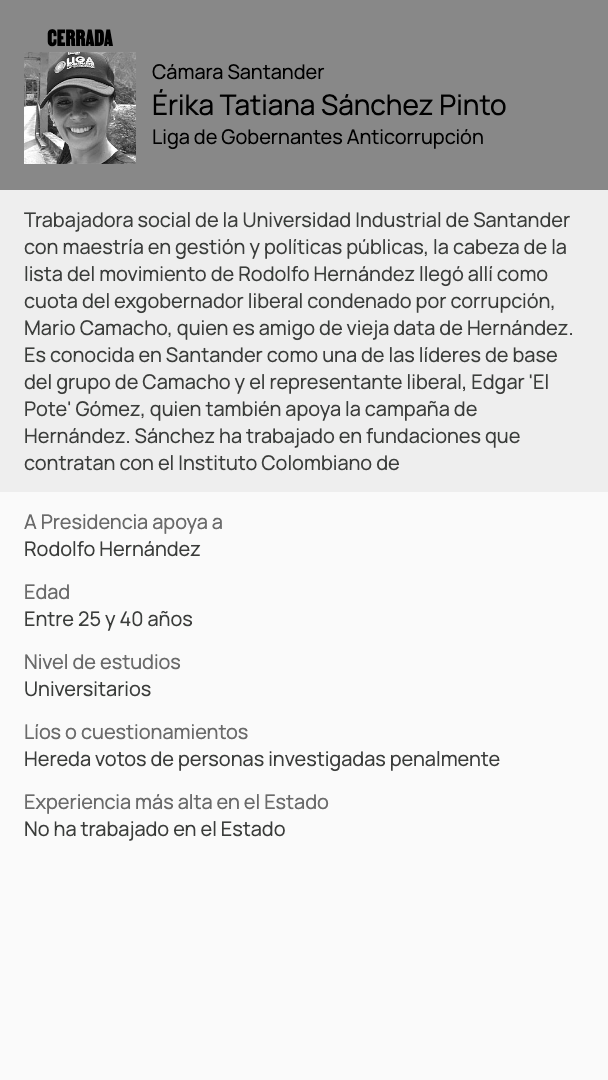 CERRADA
LIGA
Cámara Santander
Érika Tatiana Sánchez Pinto
Liga de Gobernantes Anticorrupción
Trabajadora social de la Universidad Industrial de Santander
con maestría en gestión y políticas públicas, la cabeza de la
lista del movimiento de Rodolfo Hernández llegó allí como
cuota del exgobernador liberal condenado por corrupción,
Mario Camacho, quien es amigo de vieja data de Hernández.
Es conocida en Santander como una de las líderes de base
del grupo de Camacho y el representante liberal, Edgar 'El
Pote' Gómez, quien también apoya la campaña de
Hernández. Sánchez ha trabajado en fundaciones que
contratan con el Instituto Colombiano de
A Presidencia apoya a
Rodolfo Hernández
Edad
Entre 25 y 40 años
Nivel de estudios
Universitarios
Líos o cuestionamientos
Hereda votos de personas investigadas penalmente
Experiencia más alta en el Estado
No ha trabajado en el Estado